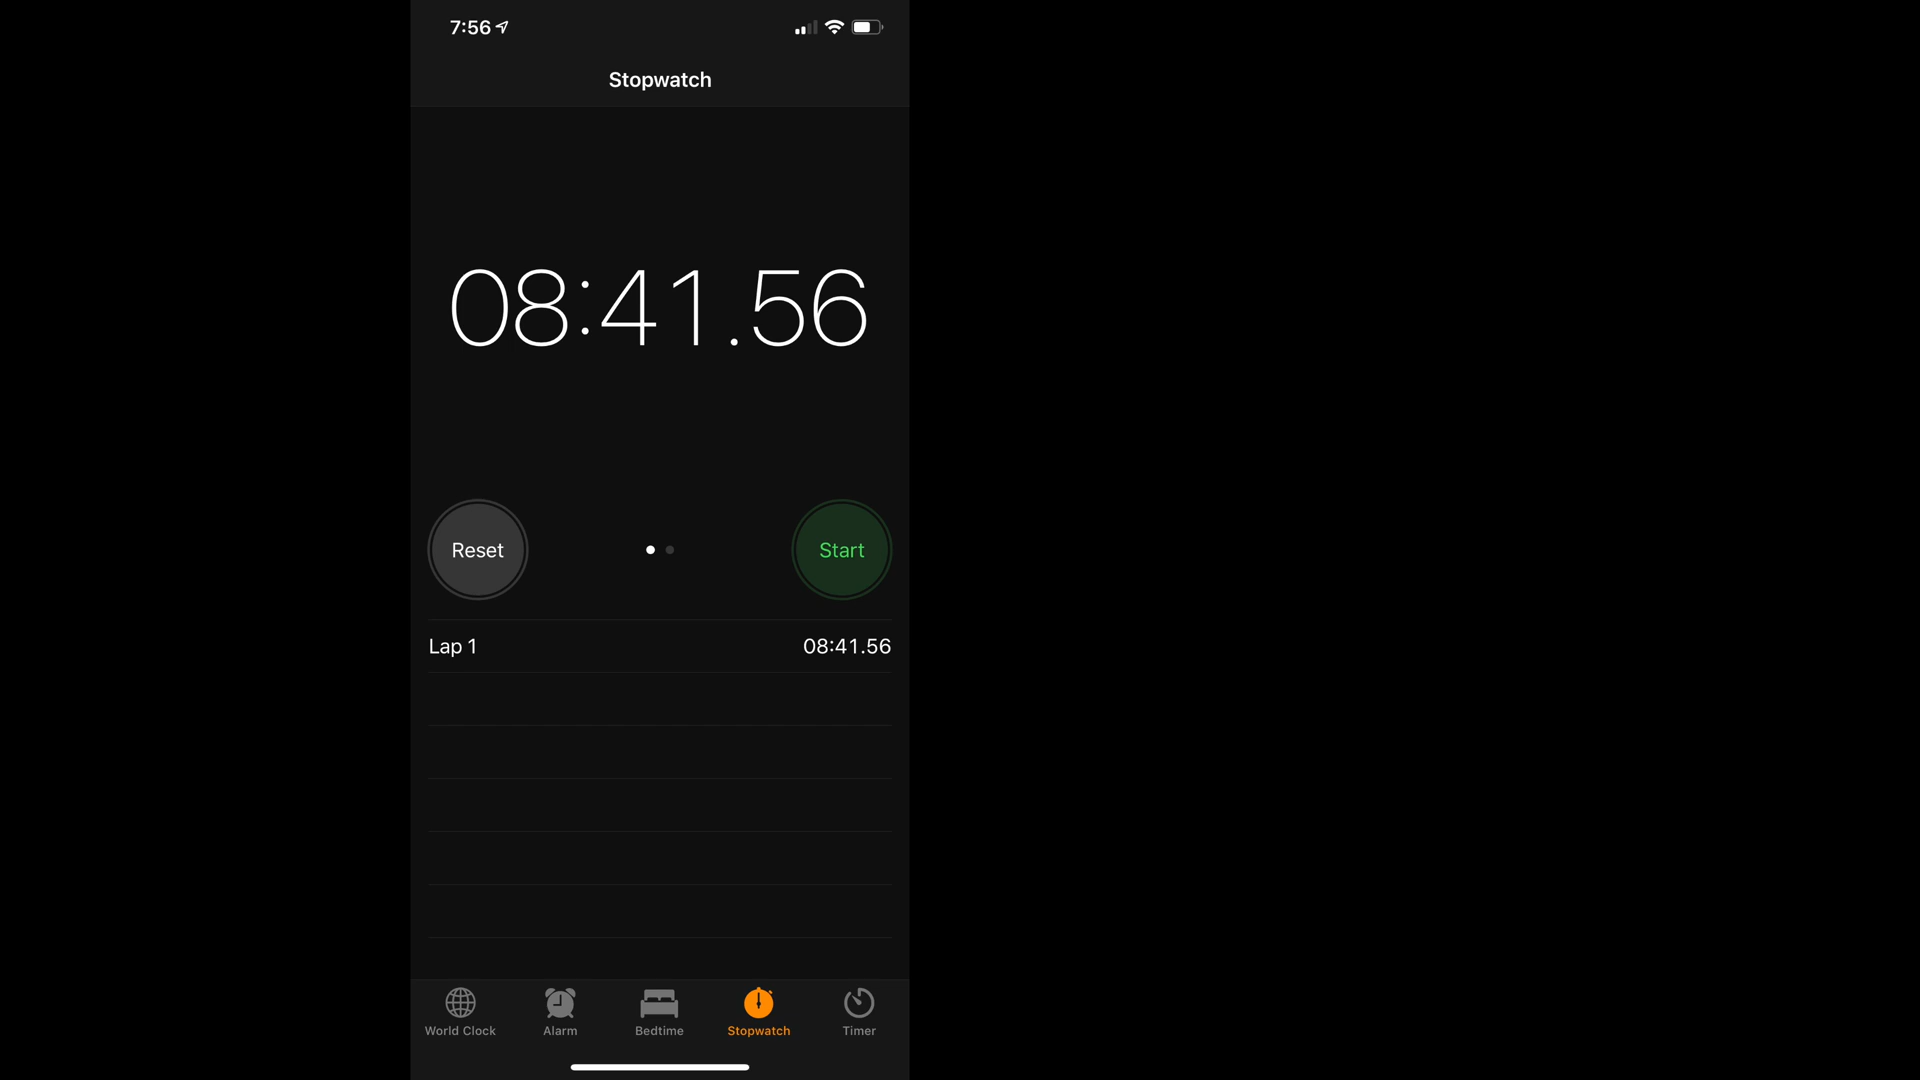 7:56
Stopwatch
08:41.56
Reset
Start
Lap 1 08:41.56
World Clock Alarm Bedtime Stopwatch Timer